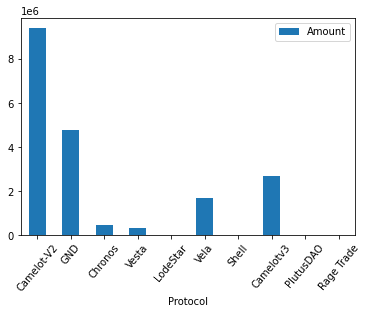 1e6
Amount
8
6
4
2
0
Camelot-V2
GND
Chronos
Vesta
LodeStar
Vela
Shell
Camelotv3
PlutusDAO
Rage Trade
Protocol